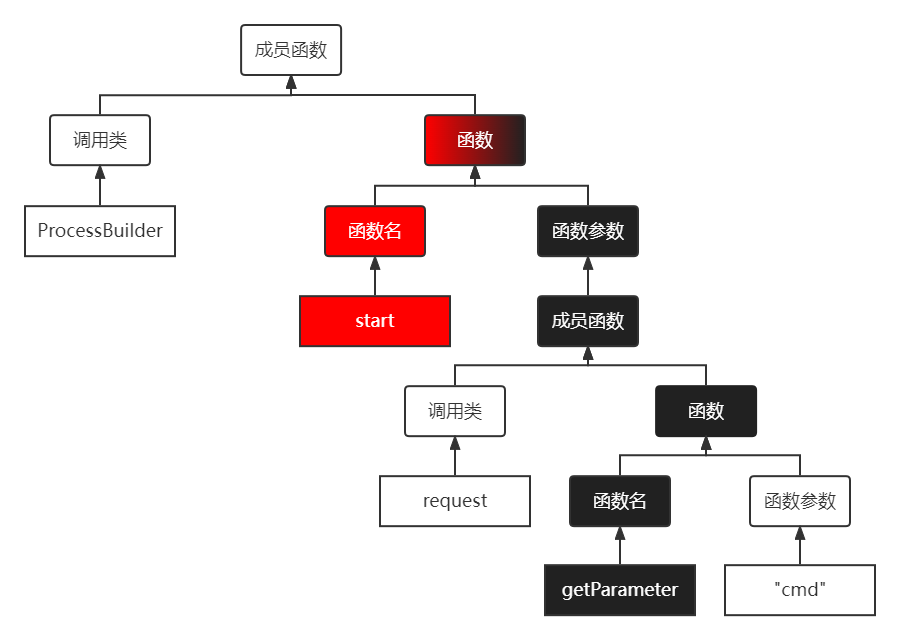 成员函数
调用类
函数
ProcessBuilder
函数名
函数参数
start
成员函数
调用类
函数
request
函数名
函数参数
getParameter
"cmd"